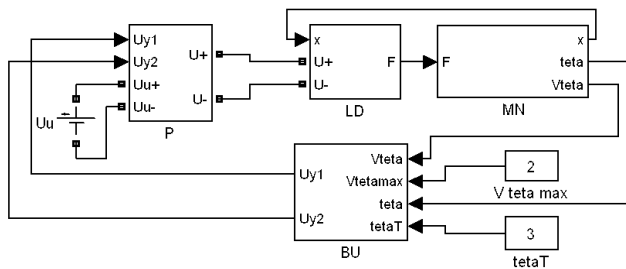 Uy1
Uy2
Uu+
Uu-
U+
U-
P
Uu
x
U+
U-
F
LD
F
x
teta
Vteta
MN
Uy1
Uy2
Vteta
Vtetamax
teta
tetaT
BU
2
V teta max
3
tetaT